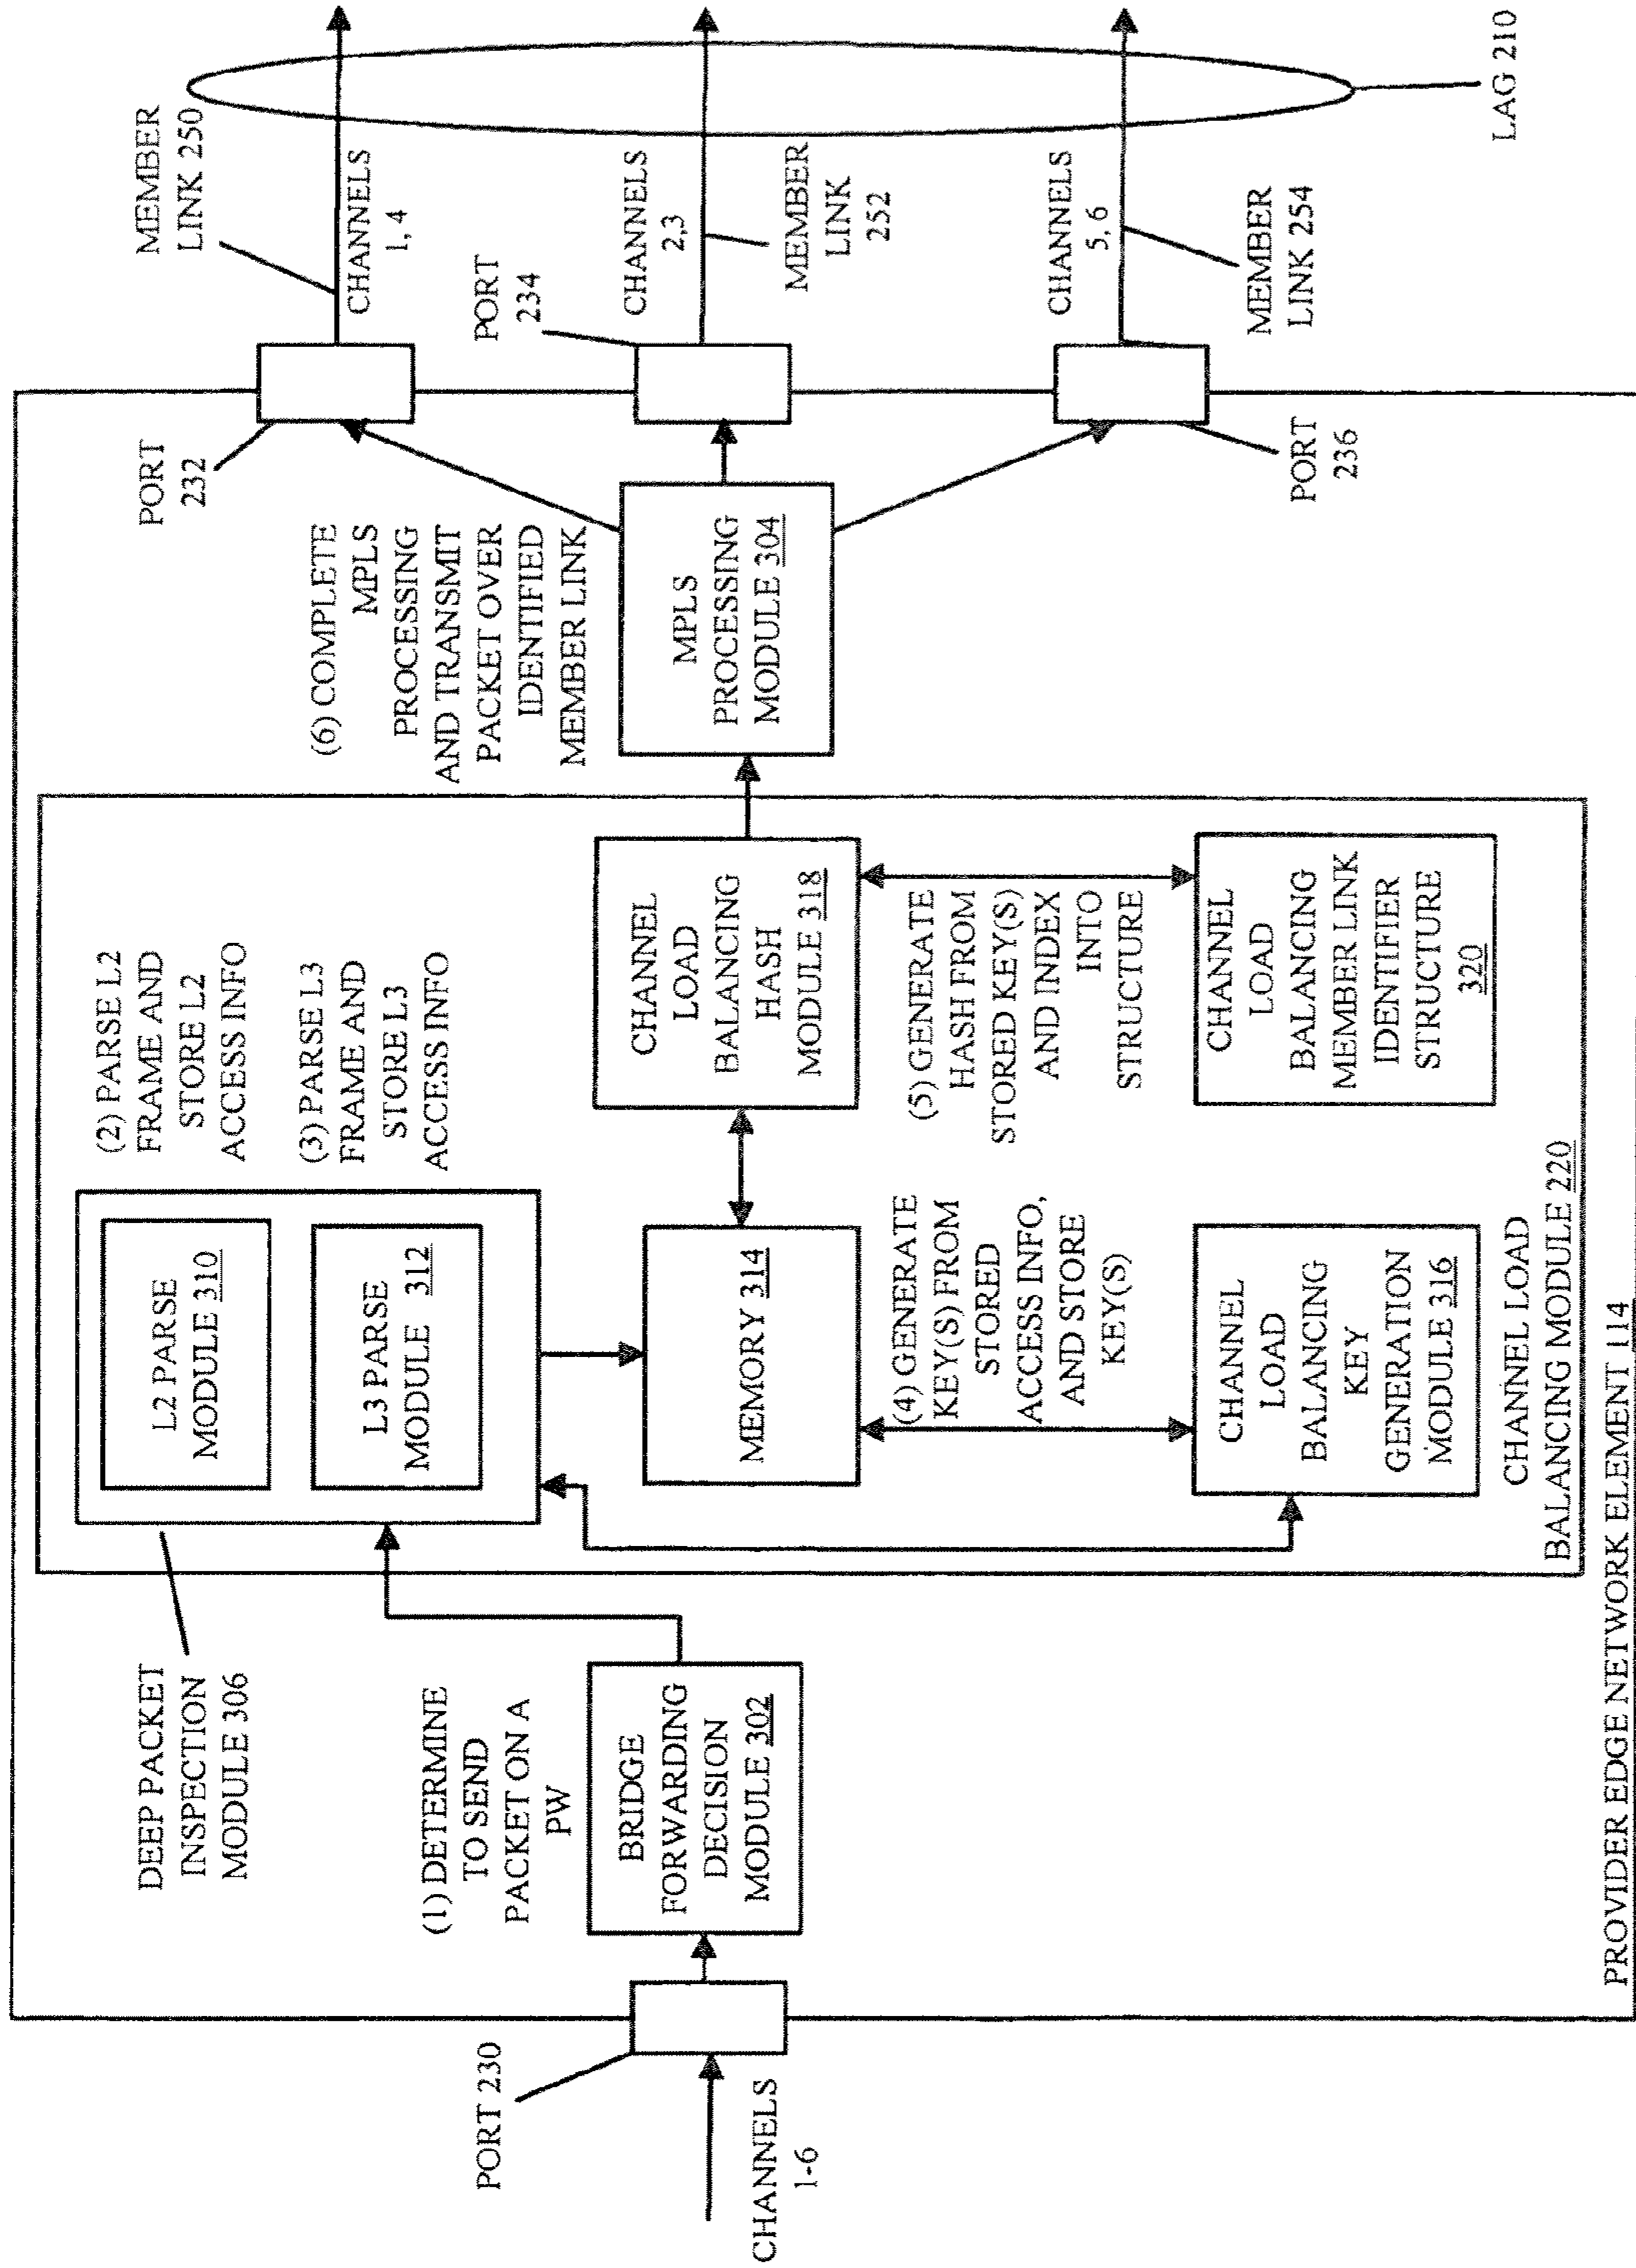 DEEP PACKET
INSPECTION
MODULE 306
(1) DETERMINE
TO SEND
PACKET ON A
PW
PORT 230
CHANNELS
1-6
BRIDGE
FORWARDING
DECISION
MODULE 302
L2 PARSE
MODULE 310
L3 PARSE
MODULE 312
(2) PARSE L2
FRAME AND
STORE L2
ACCESS INFO
(3) PARSE L3
FRAME AND
STORE L3
ACCESS INFO
MEMORY 314
(4) GENERATE
KEY(S) FROM
STORED
ACCESS INFO,
AND STORE
KEY(S)
CHANNEL
LOAD
BALANCING
KEY
GENERATION
MODULE 316
CHANNEL
LOAD
BALANCING
HASH
MODULE 318
(5) GENERATE
HASH FROM
STORED KEY(S)
AND INDEX
INTO
STRUCTURE
CHANNEL
LOAD
BALANCING
MEMBER LINK
IDENTIFIER
STRUCTURE
320
CHANNEL LOAD
BALANCING MODULE 220
PROVIDER EDGE NETWORK ELEMENT 114
(6) COMPLETE
MPLS
PROCESSING
AND TRANSMIT
PACKET OVER
IDENTIFIED
MEMBER LINK
MPLS
PROCESSING
MODULE 304
PORT
232
PORT
234
PORT
236
MEMBER
LINK 250
CHANNELS
1, 4
CHANNELS
2,3
MEMBER
LINK
252
CHANNELS
5, 6
MEMBER
LINK 254
LAG 210